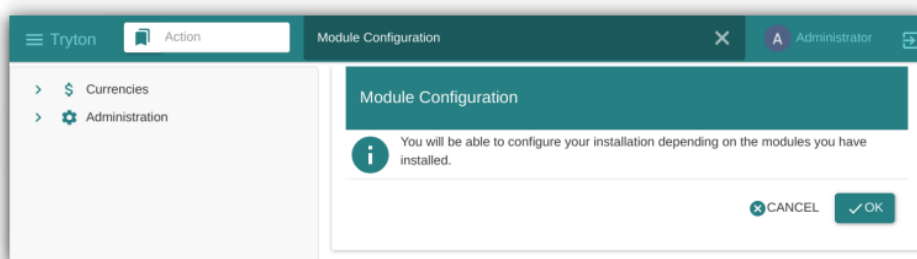 Tryton
Action
Module Configuration
A
Administrator
Currencies
Administration
Module Configuration
You will be able to configure your installation depending on the modules you have
installed.
CANCEL
OK